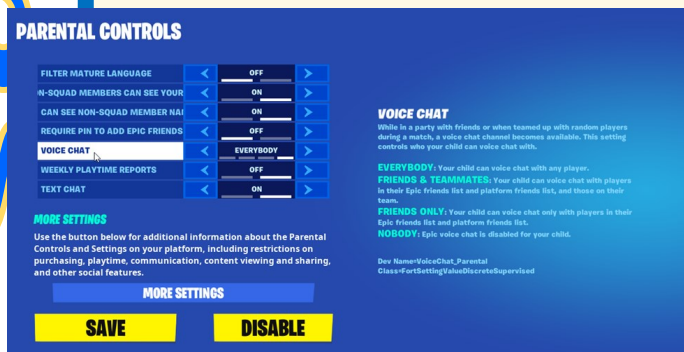 PARENTAL CONTROLS
FILTER MATURE LANGUAGE
OFF
N-SQUAD MEMBERS CAN SEE YOUR
ON
CAN SEE NON-SQUAD MEMBER NA
ON
REQUIRE PIN TO ADD EPIC FRIENDS
OFF
VOICE CHAT
EVERYBODY
WEEKLY PLAYTIME REPORTS
OFF
TEXT CHAT
ON
MORE SETTINGS
Use the button below for additional information about the Parental
Controls and Settings on your platform, including restrictions on
purchasing, playtime, communication, content viewing and sharing,
and other social features.
MORE SETTINGS
SAVE
DISABLE
VOICE CHAT
While in a party with friends or when teamed up with random players
during a match, a voice chat channel becomes available. This setting
controls who your child can voice chat with.
EVERYBODY: Your child can voice chat with any player.
FRIENDS & TEAMMATES: Your child can voice chat with players
in their Epic friends list and platform friends list, and those on their
team.
FRIENDS ONLY: Your child can voice chat only with players in their
Epic friends list and platform friends list.
NOBODY: Epic voice chat is disabled for your child.
Dev Name=VoiceChat_Parental
Class=FortSettingValueDiscreteSupervised